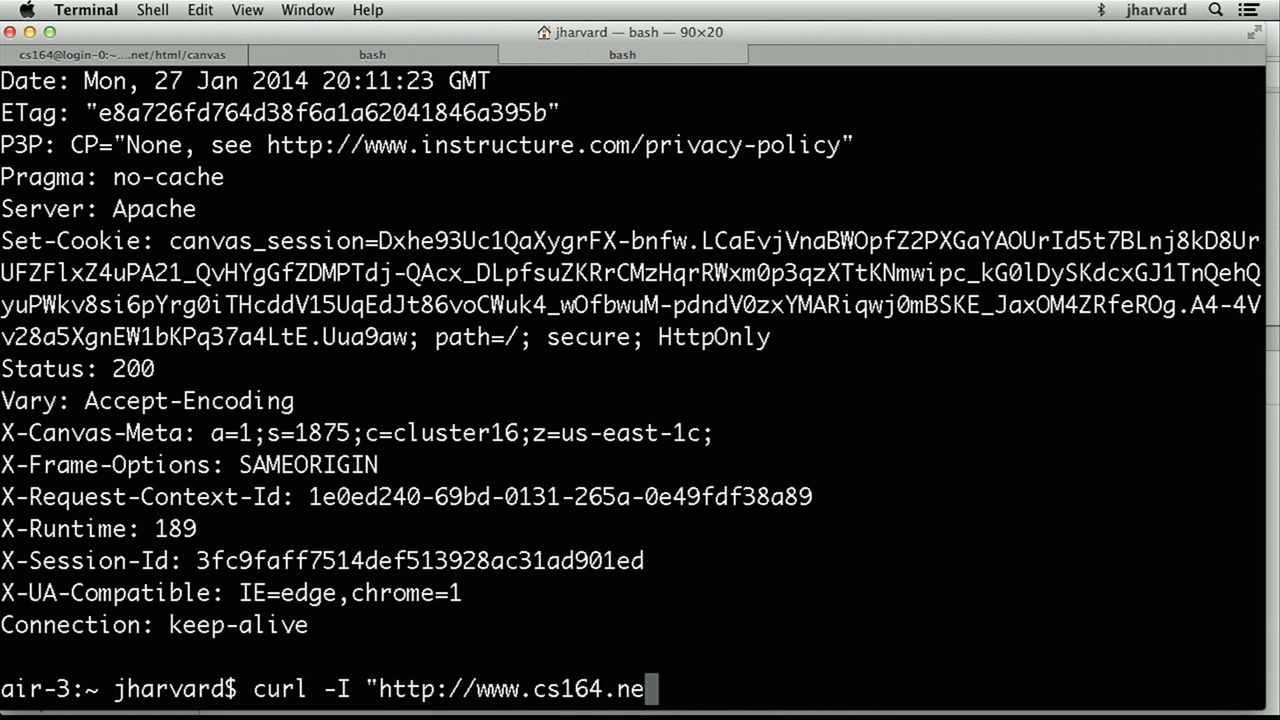 Terminal Shell Edit View Window Help jharvard
jharvard — bash — 90×20
cs164@login-0:~....net/html/canvas bash bash
Date: Mon, 27 Jan 2014 20:11:23 GMT
ETag: "e8a726fd764d38f6a1a62041846a395b"
P3P: CP="None, see http://www.instructure.com/privacy-policy"
Pragma: no-cache
Server: Apache
Set-Cookie: canvas_session=Dxhe93Uc1QaXygrFX-bnfw.LCaEvjVnaBWOpfZ2PXGaYAOUrId5t7BLnj8kD8Ur
UFZFlxZ4uPA21_QvHYgGfZDMPTdj-QAcx_DLpfsuZKRrCMzHqrRWxm0p3qzXTtKNmwipc_kG0lDySKdcxGJ1TnQehQ
yuPWkv8si6pYrg0iTHcddV15UqEdJt86voCWuk4_wOfbwuM-pdndV0zxYMARiqwj0mBSKE_JaxOM4ZRfeROg.A4-4V
v28a5XgnEW1bKPq37a4LtE.Uua9aw; path=/; secure; HttpOnly
Status: 200
Vary: Accept-Encoding
X-Canvas-Meta: a=1;s=1875;c=cluster16;z=us-east-1c;
X-Frame-Options: SAMEORIGIN
X-Request-Context-Id: 1e0ed240-69bd-0131-265a-0e49fdf38a89
X-Runtime: 189
X-Session-Id: 3fc9faff7514def513928ac31ad901ed
X-UA-Compatible: IE=edge,chrome=1
Connection: keep-alive
air-3:~ jharvard$ curl -I "http://www.cs164.ne